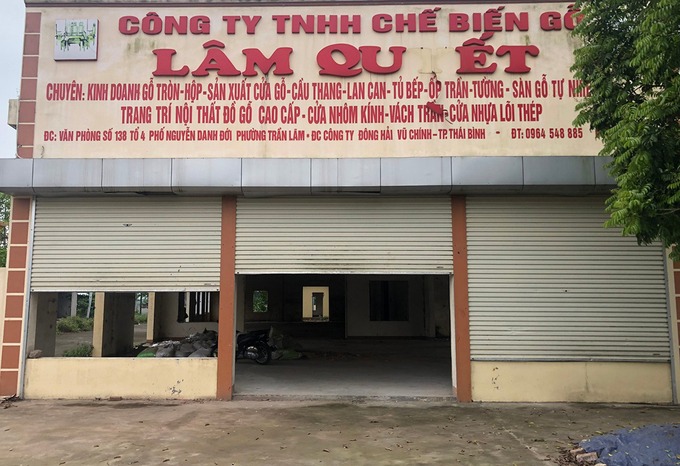 CÔNG TY TNHH CHẾ BIẾN GỖ
LÂM QU ẾT
CHUYÊN: KINH DOANH GỖ TRÒN-HỘP-SẢN XUẤT CỬA GỖ-CẦU THANG-LAN CAN-TỦ BẾP-ỐP TRẦN-TƯỜNG- SÀN GỖ TỰ NHIÊ
TRANG TRÍ NỘI THẤT ĐỒ GỖ CAO CẤP-CỬA NHÔM KÍNH-VÁCH TRẦN-CỬA NHỰA LÕI THÉP
ĐC: VĂN PHÒNG SỐ 138 TỔ 4 PHỐ NGUYỄN DANH ĐỚI PHƯỜNG TRẦN LÃM-ĐC CÔNG TY ĐÔNG HẢI VŨ CHÍNH-TP.THÁI BÌNH - ĐT: 0964 548 885